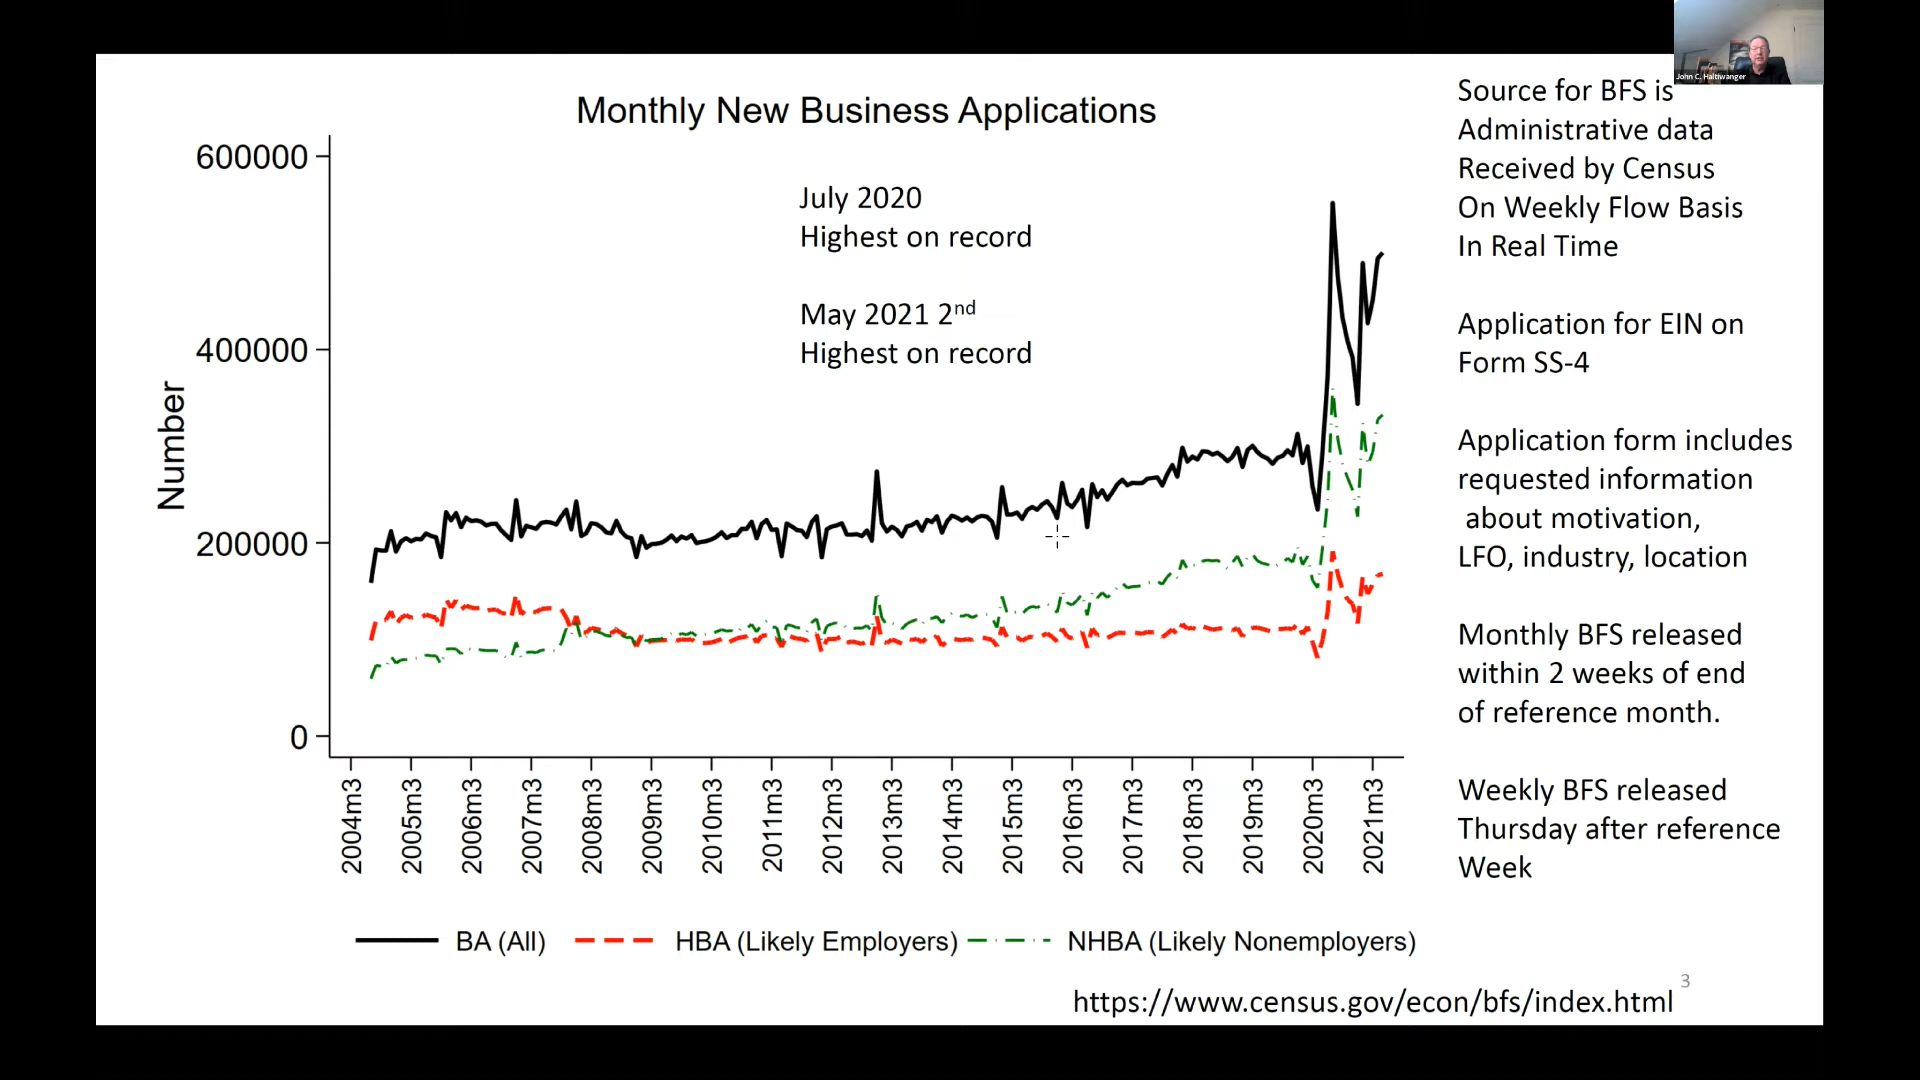 John C. Haltiwanger
Monthly New Business Applications
600000
400000
200000
0
Number
July 2020
Highest on record
May 2021 2nd
Highest on record
2004m3
2005m3
2006m3
2007m3
2008m3
2009m3
2010m3
2011m3
2012m3
2013m3
2014m3
2015m3
2016m3
2017m3
2018m3
2019m3
2020m3
2021m3
BA (All)
HBA (Likely Employers)
NHBA (Likely Nonemployers)
Source for BFS is
Administrative data
Received by Census
On Weekly Flow Basis
In Real Time
Application for EIN on
Form SS-4
Application form includes
requested information
about motivation,
LFO, industry, location
Monthly BFS released
within 2 weeks of end
of reference month.
Weekly BFS released
Thursday after reference
Week
3
https://www.census.gov/econ/bfs/index.html